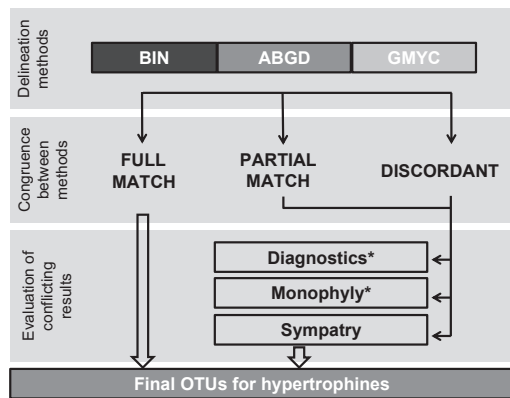 Delineation
methods
BIN
ABGD
GMYC
Congruence
between
methods
FULL
MATCH
PARTIAL
MATCH
DISCORDANT
Evaluation of
conflicting
results
Diagnostics*
Monophyly*
Sympatry
Final OTUs for hypertrophines